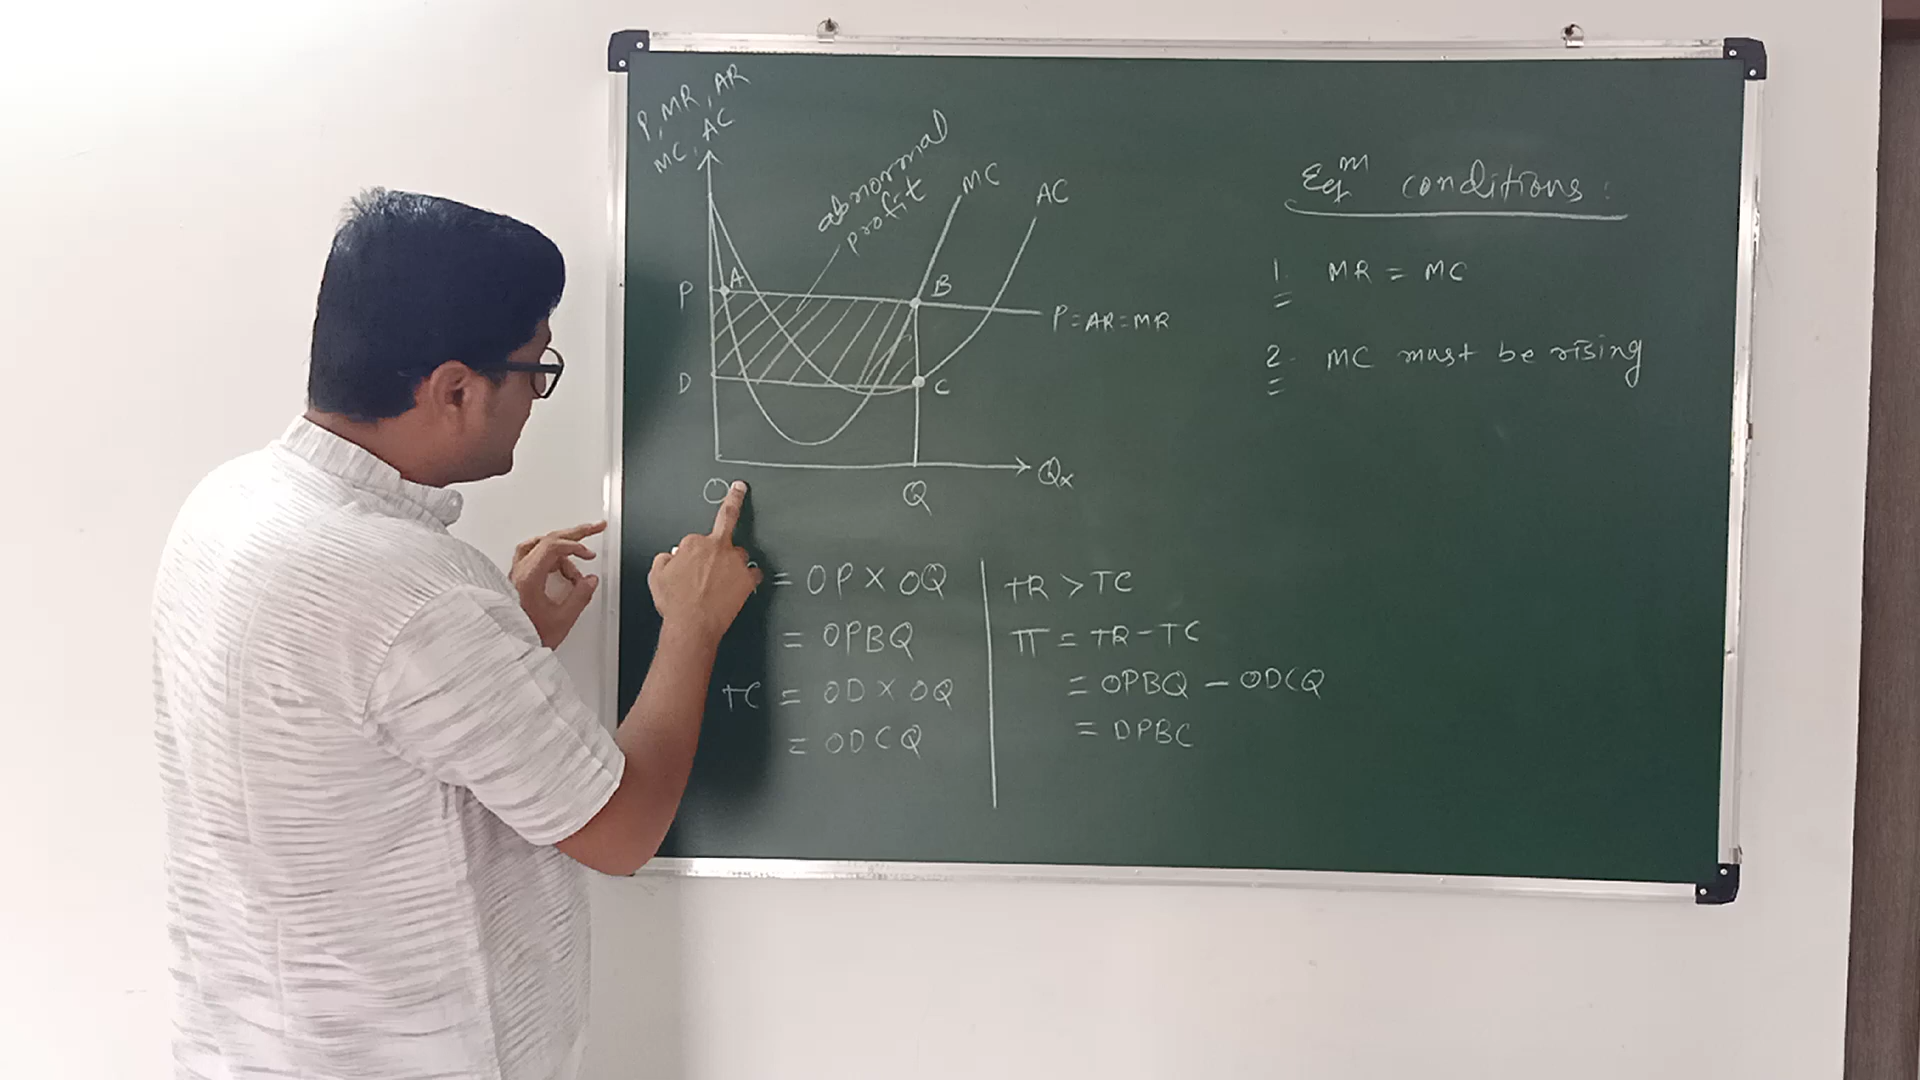 P, MR, AR
MC, AC
abnormal
profit
MC
AC
P
A
B
P = AR = MR
D
C
O
Q
Qx
= OP X OQ
= OPBQ
TC = OD X OQ
= ODCQ
TR > TC
π = TR - TC
= OPBQ - ODCQ
= DPBC
Eqm conditions:
1. MR = MC
2. MC must be rising